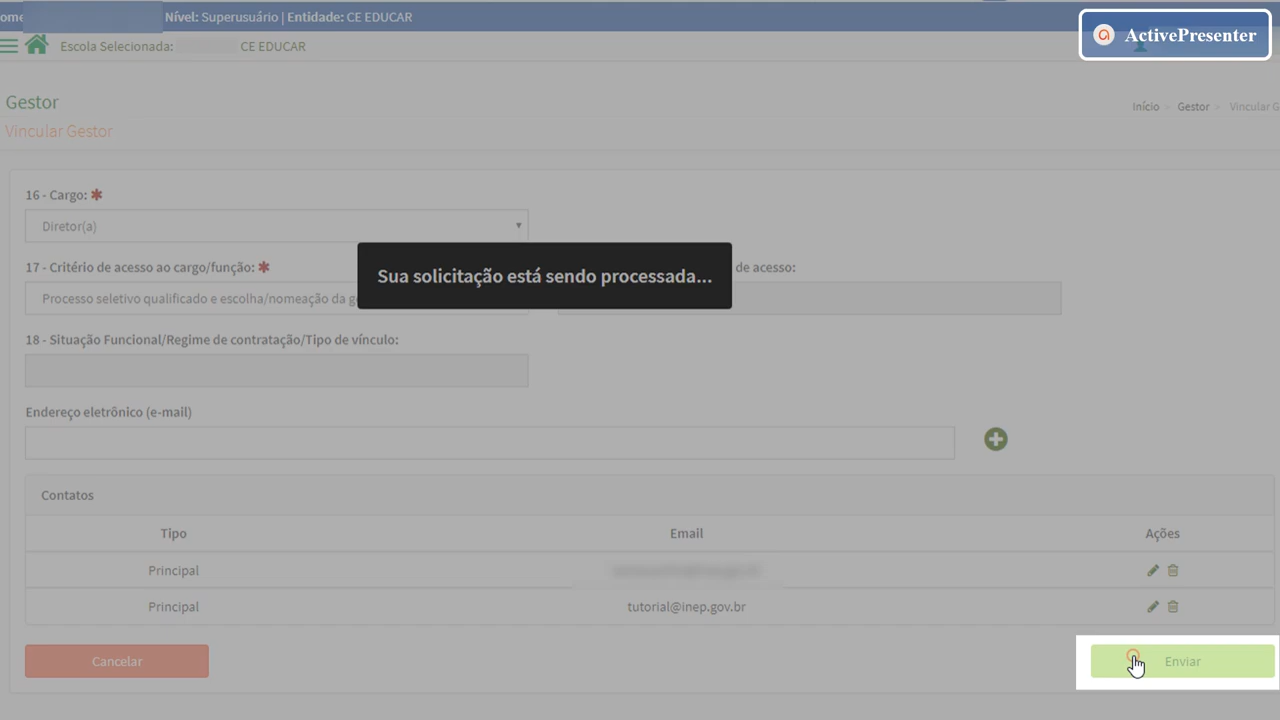 ome
Nível: Superusuário | Entidade: CE EDUCAR
ActivePresenter
Escola Selecionada: CE EDUCAR
Gestor
Início - Gestor - Vincular G
Vincular Gestor
16 - Cargo: *
Diretor(a)
17 - Critério de acesso ao cargo/função: *
de acesso:
Sua solicitação está sendo processada...
Processo seletivo qualificado e escolha/nomeação da g
18 - Situação Funcional/Regime de contratação/Tipo de vínculo:
Endereço eletrônico (e-mail)
Contatos
Tipo Email Ações
Principal
Principal tutorial@inep.gov.br
Cancelar
Enviar